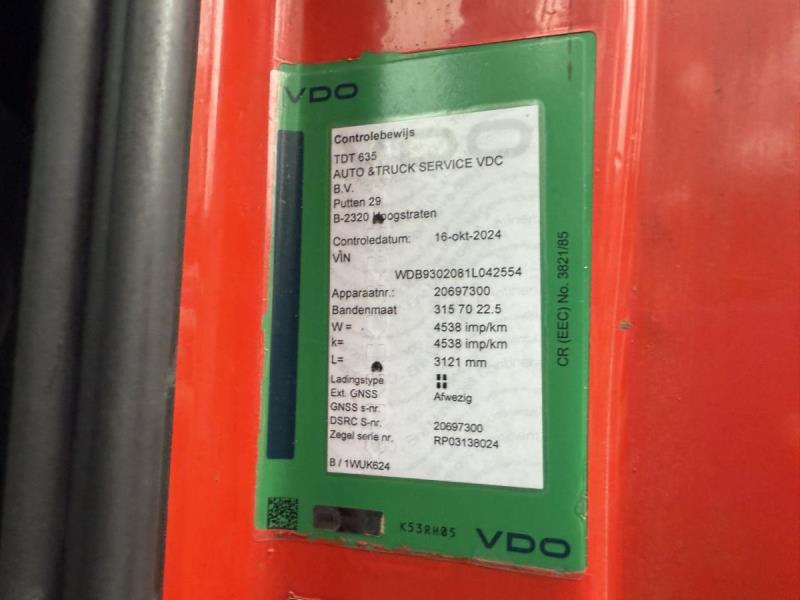 VDO
Controlebewijs
TDT 635
AUTO &TRUCK SERVICE VDC
B.V.
Putten 29
B-2320 Hoogstraten
Controledatum: 16-okt-2024
VIN
WDB9302081L042554
Apparaatnr.: 20697300
Bandenmaat 315 70 22.5
W = 4538 imp/km
k= 4538 imp/km
L= 3121 mm
Ladingstype
Ext. GNSS Afwezig
GNSS s-nr.
DSRC S-nr. 20697300
Zegel serie nr. RP03138024
B / 1WUK624
CR (EEC) No. 3821/85
K53RH05
VDO